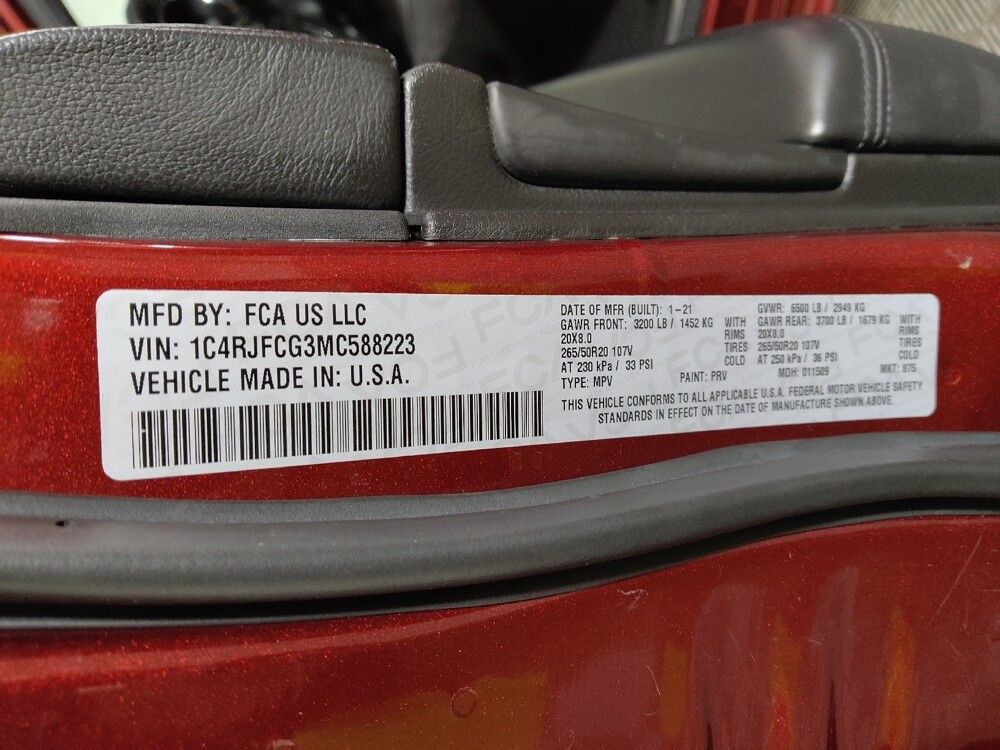 MFD BY: FCA US LLC
VIN: 1C4RJFCG3MC588223
VEHICLE MADE IN: U.S.A.
DATE OF MFR (BUILT): 1-21
GAWR FRONT: 3200 LB / 1452 KG WITH
20X8.0 RIMS
265/50R20 107V TIRES
AT 230 kPa / 33 PSI COLD
TYPE: MPV PAINT: PRV
GVWR: 6500 LB / 2949 KG
GAWR REAR: 3700 LB / 1679 KG WITH
20X8.0 RIMS
265/50R20 107V TIRES
AT 250 kPa / 36 PSI COLD
MDH: 011509 MKT: 875
THIS VEHICLE CONFORMS TO ALL APPLICABLE U.S.A. FEDERAL MOTOR VEHICLE SAFETY
STANDARDS IN EFFECT ON THE DATE OF MANUFACTURE SHOWN ABOVE.